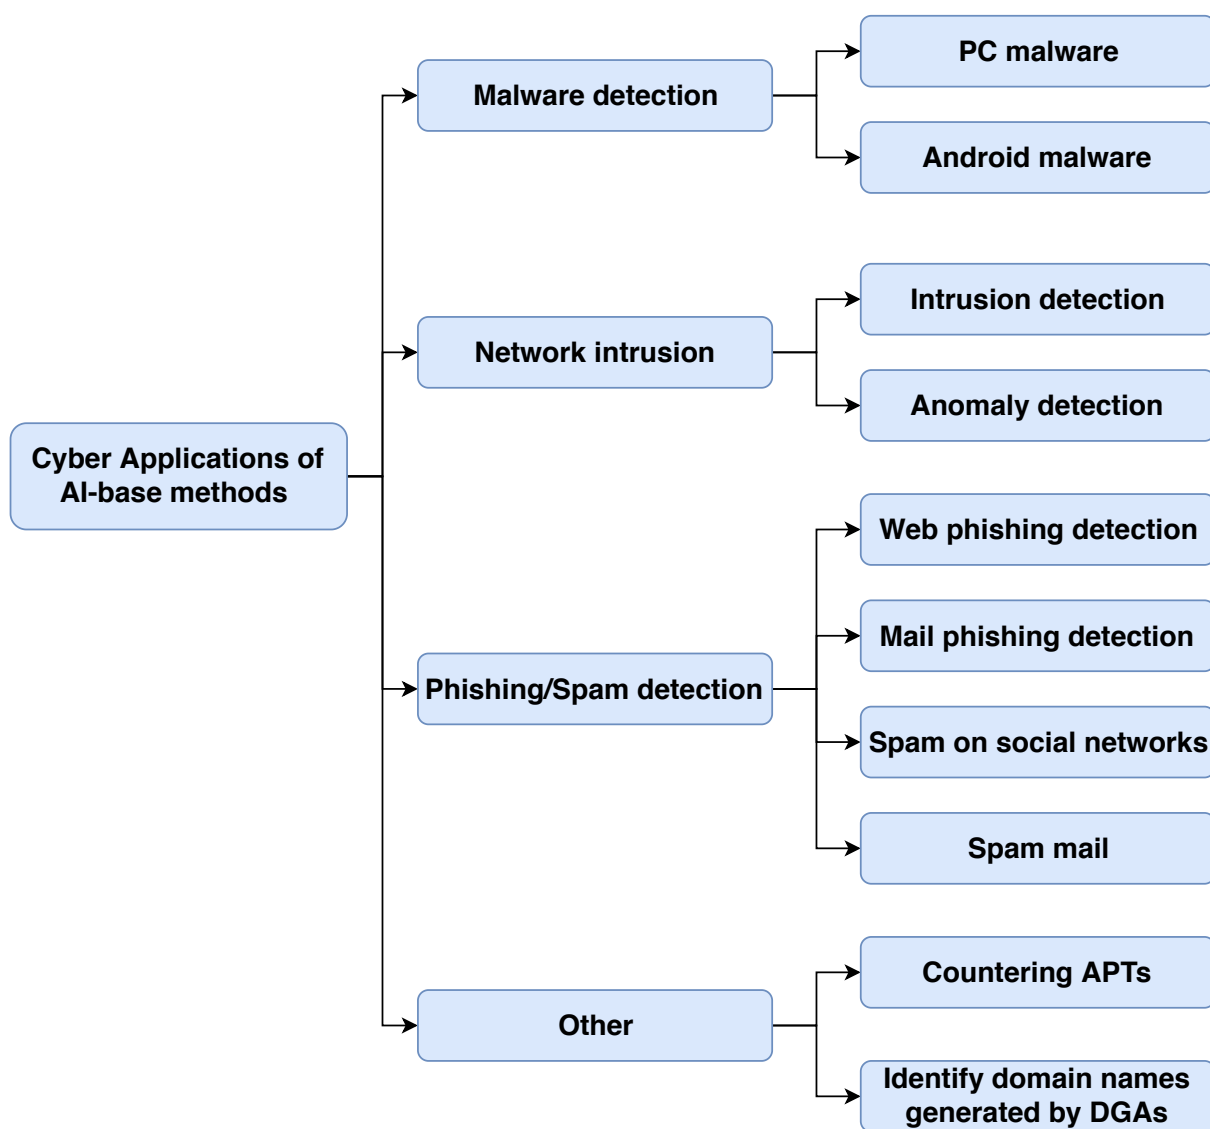 Cyber Applications of
AI-base methods
Malware detection
PC malware
Android malware
Network intrusion
Intrusion detection
Anomaly detection
Phishing/Spam detection
Web phishing detection
Mail phishing detection
Spam on social networks
Spam mail
Other
Countering APTs
Identify domain names
generated by DGAs